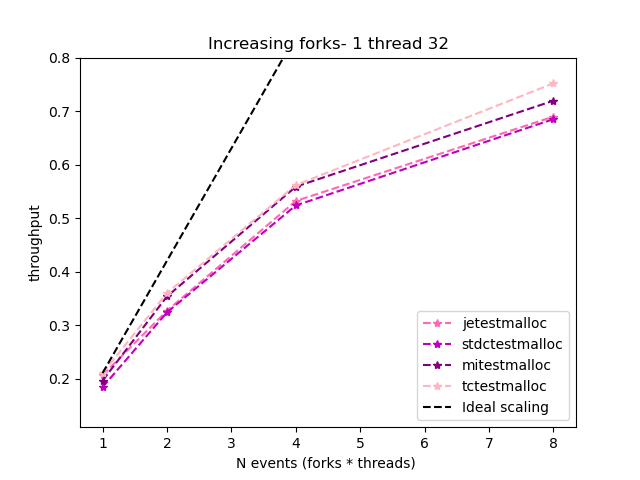 Increasing forks- 1 thread 32
throughput
0.8
0.7
0.6
0.5
0.4
0.3
0.2
1 2 3 4 5 6 7 8
N events (forks * threads)
jetestmalloc
stdctestmalloc
mitestmalloc
tctestmalloc
Ideal scaling